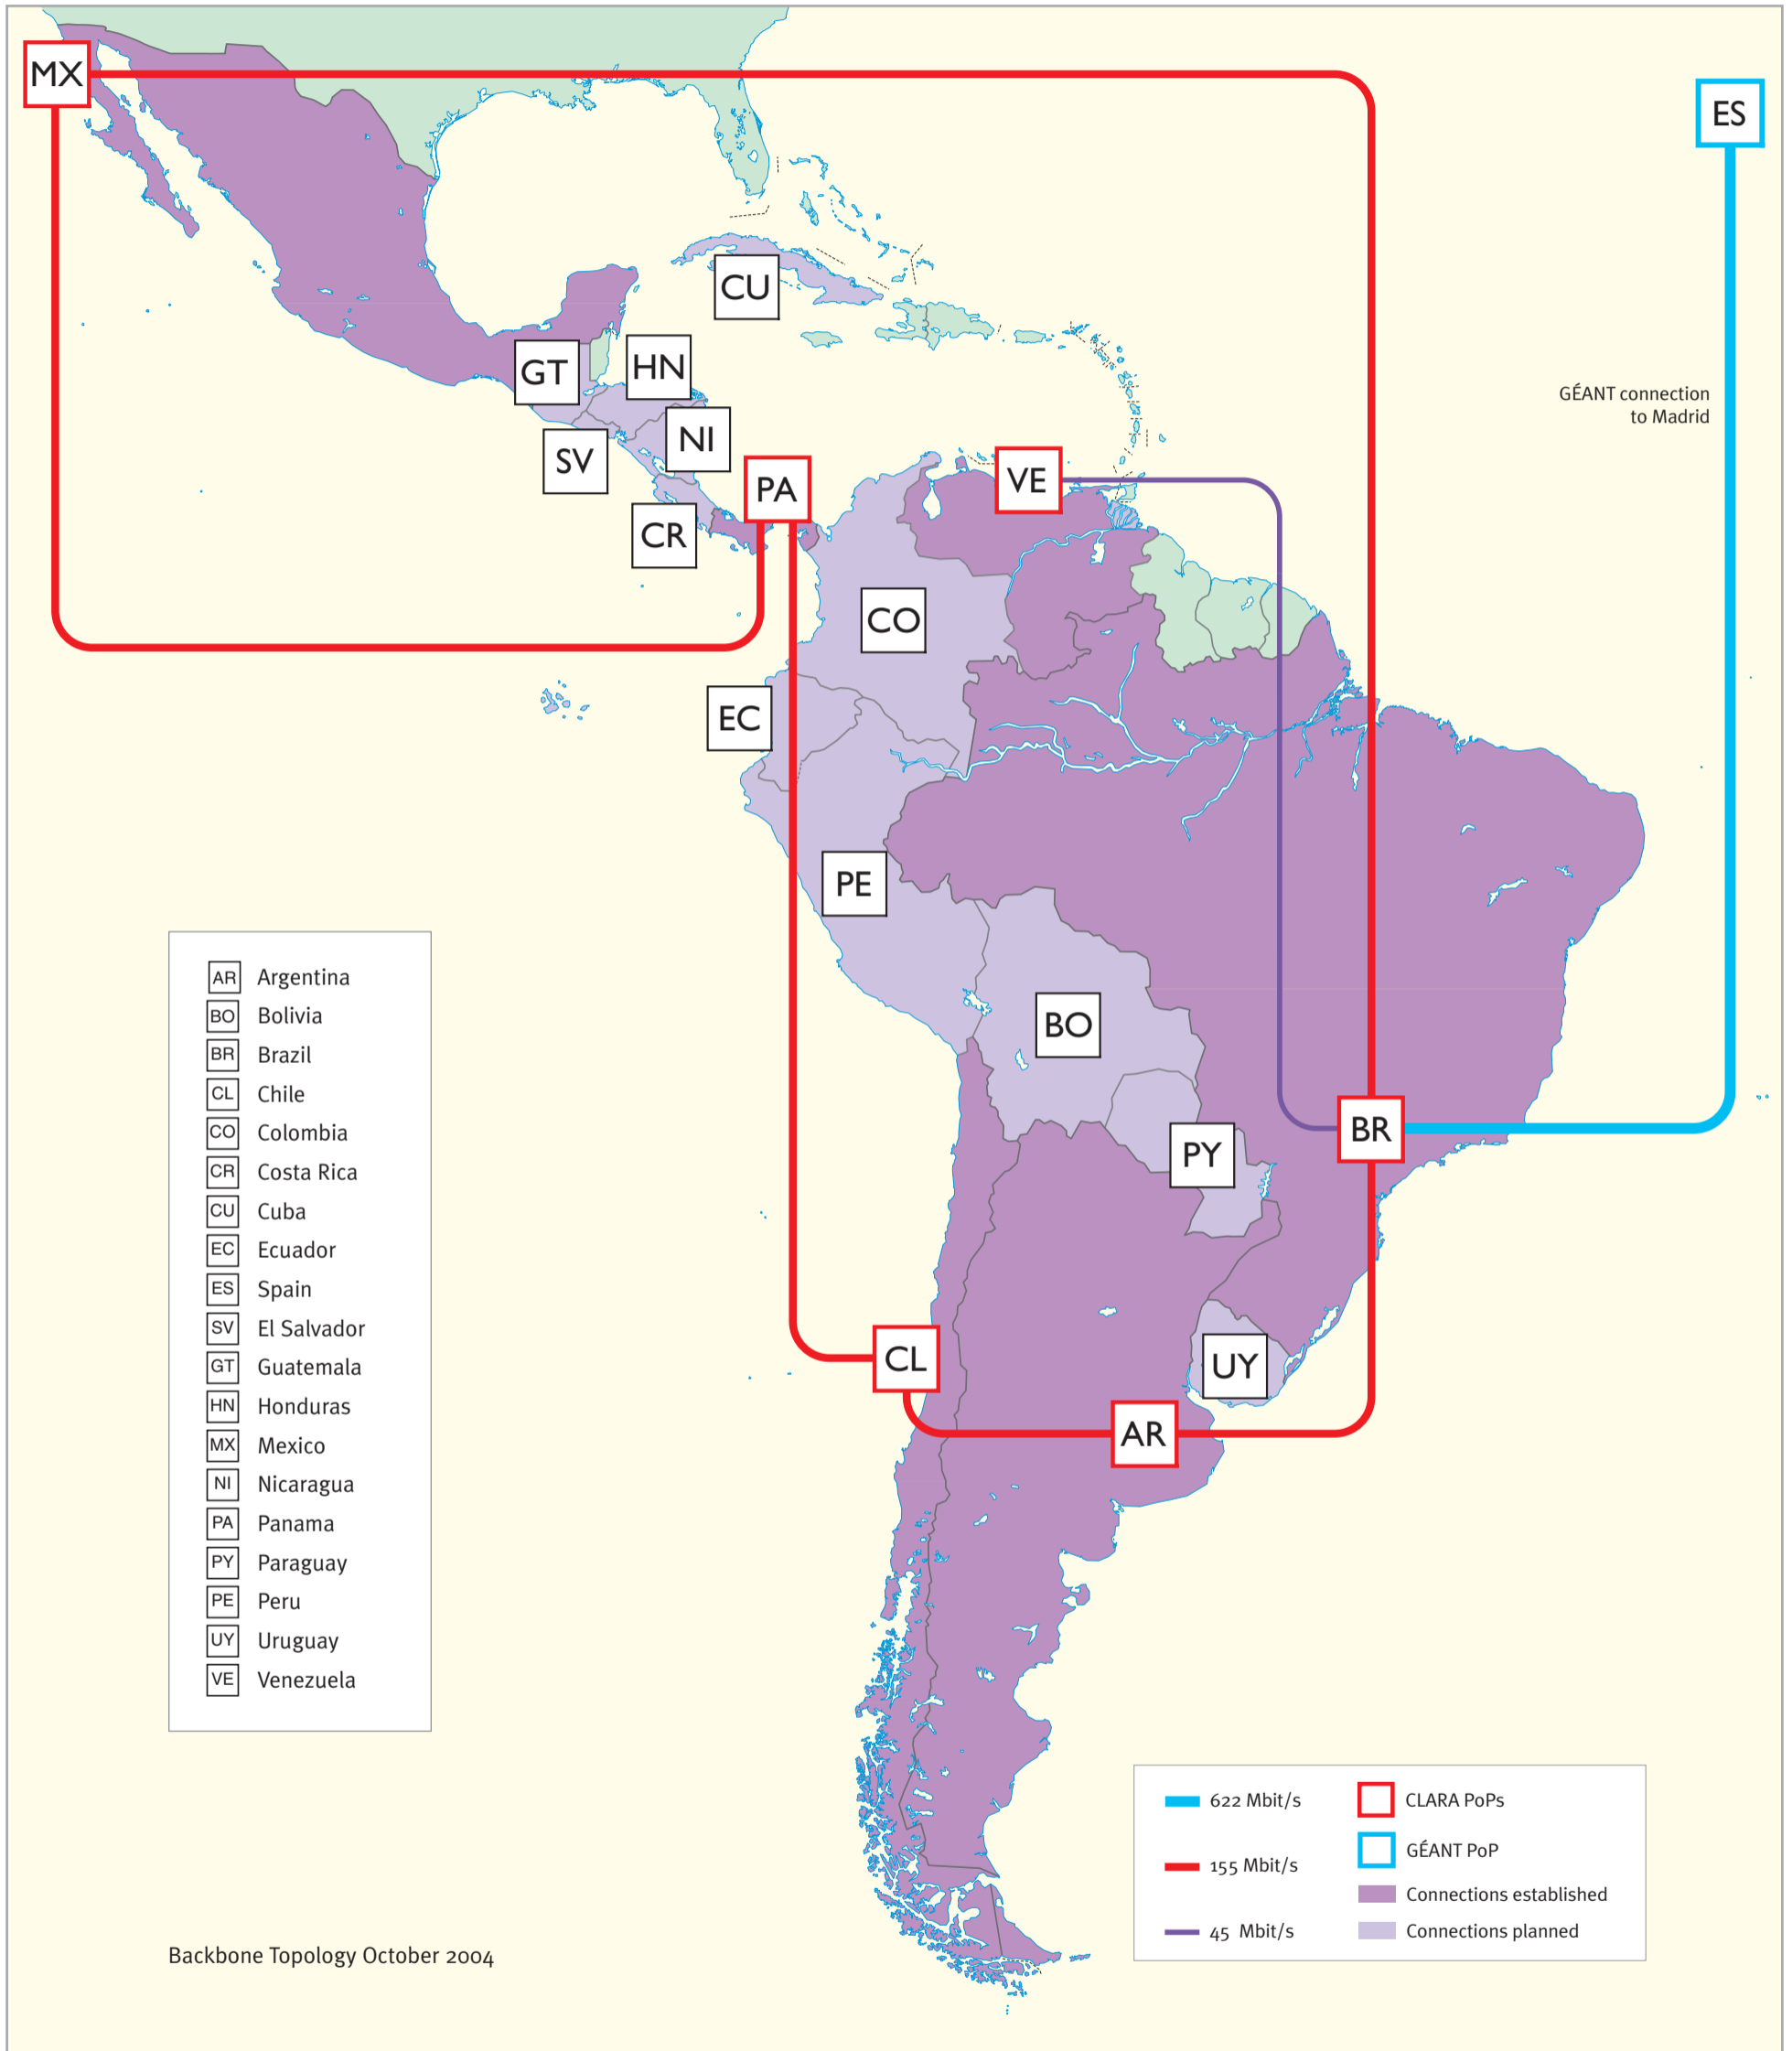 MX
ES
CU
GT
HN
GÉANT connection
to Madrid
NI
SV
PA
VE
CR
CO
EC
PE
BO
BR
PY
CL
UY
AR
AR Argentina
BO Bolivia
BR Brazil
CL Chile
CO Colombia
CR Costa Rica
CU Cuba
EC Ecuador
ES Spain
SV El Salvador
GT Guatemala
HN Honduras
MX Mexico
NI Nicaragua
PA Panama
PY Paraguay
PE Peru
UY Uruguay
VE Venezuela
622 Mbit/s
CLARA PoPs
GÉANT PoP
155 Mbit/s
Connections established
45 Mbit/s
Connections planned
Backbone Topology October 2004